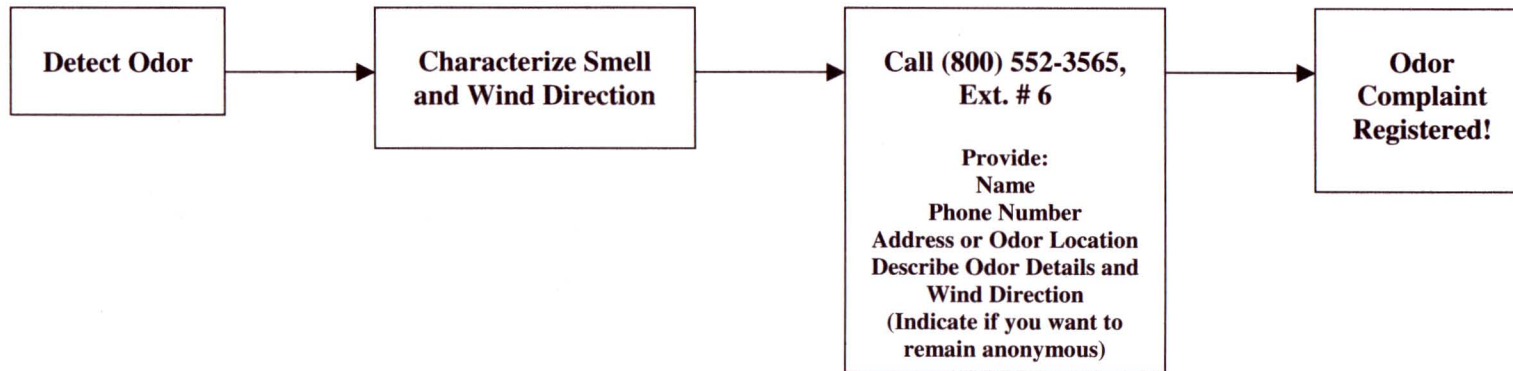 Detect Odor
Characterize Smell
and Wind Direction
Call (800) 552-3565,
Ext. # 6
Provide:
Name
Phone Number
Address or Odor Location
Describe Odor Details and
Wind Direction
(Indicate if you want to
remain anonymous)
Odor
Complaint
Registered!